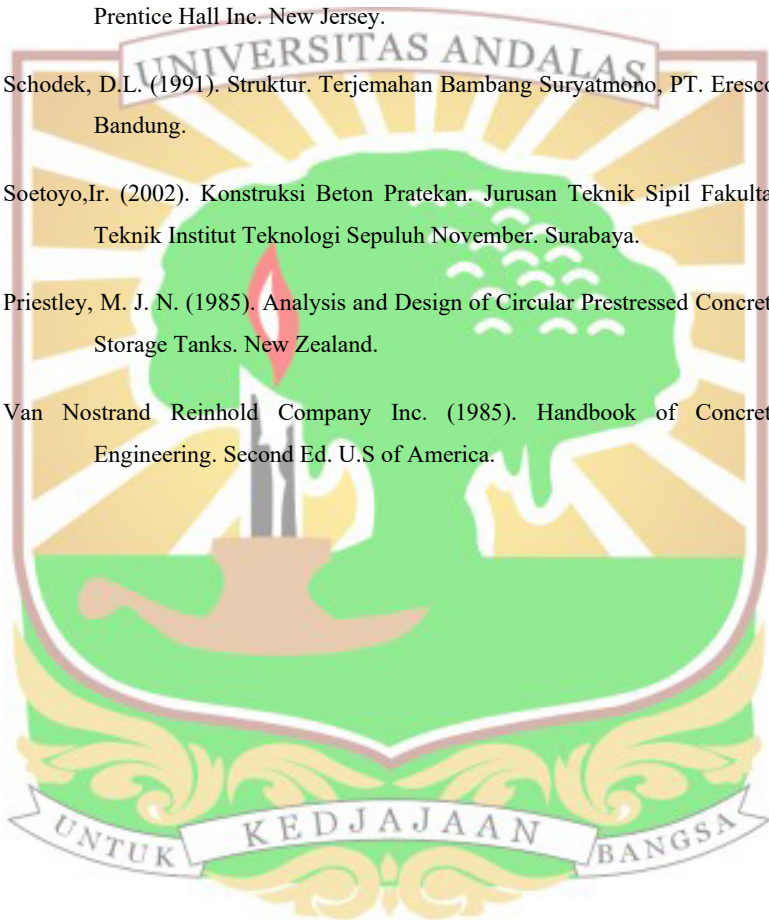 Prentice Hall Inc. New Jersey.
UNIVERSITAS ANDALAS
Schodek, D.L. (1991). Struktur. Terjemahan Bambang Suryatmono, PT. Eresco
Bandung.
Soetoyo,Ir. (2002). Konstruksi Beton Pratekan. Jurusan Teknik Sipil Fakulta
Teknik Institut Teknologi Sepuluh November. Surabaya.
Priestley, M. J. N. (1985). Analysis and Design of Circular Prestressed Concret
Storage Tanks. New Zealand.
Van Nostrand Reinhold Company Inc. (1985). Handbook of Concret
Engineering. Second Ed. U.S of America.
UNTUK KEDJAJAAN BANGSA